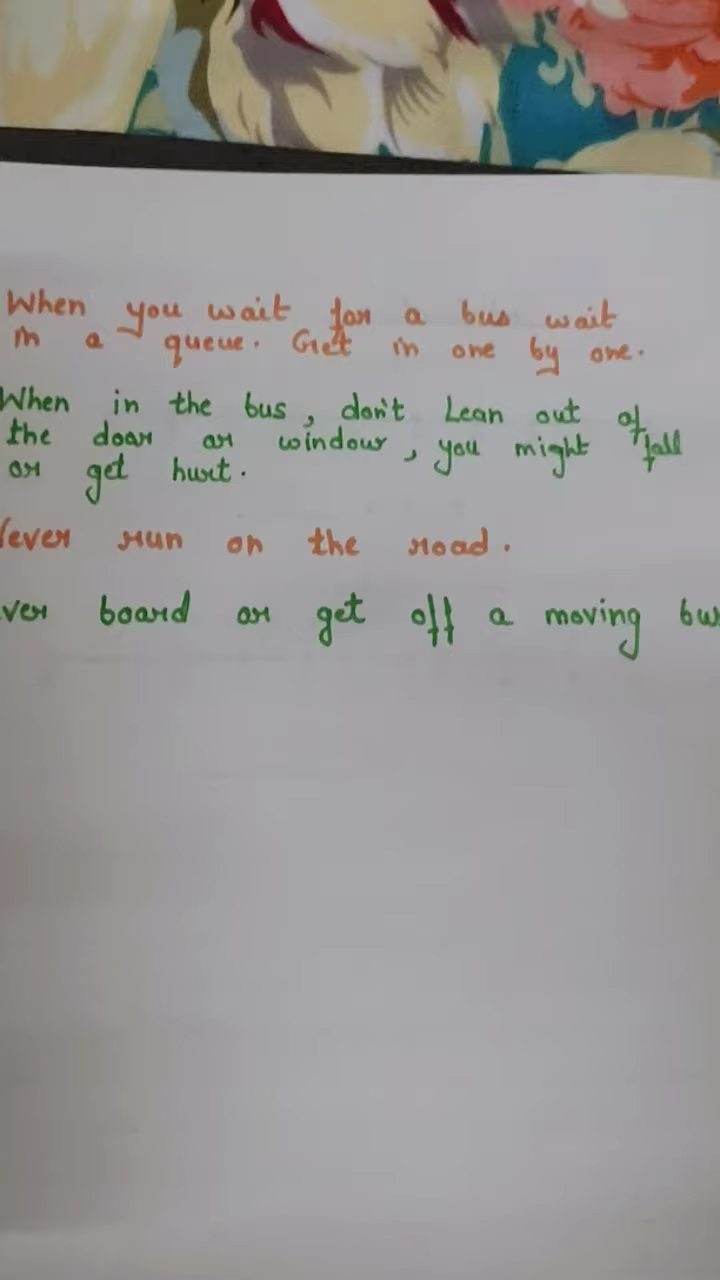 When you wait for a bus wait
in a queue. Get in one by one.
When in the bus, don't Lean out of
the door or window, you might fall
or get hurt.
Never run on the road.
ver board or get off a moving bus